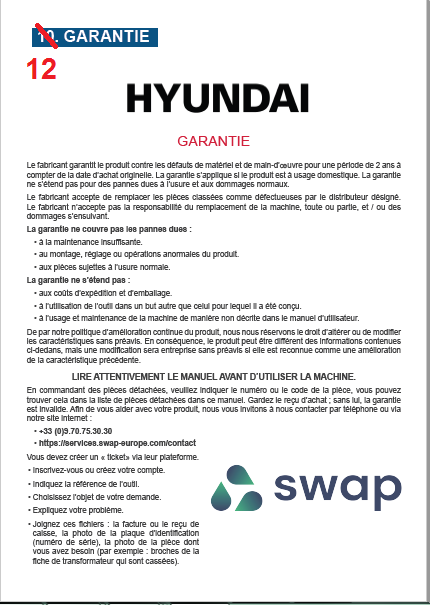 10. GARANTIE
12
HYUNDAI
GARANTIE
Le fabricant garantit le produit contre les défauts de matériel et de main-d'œuvre pour une période de 2 ans à
compter de la date d'achat originelle. La garantie s'applique si le produit est à usage domestique. La garantie
ne s'étend pas pour des pannes dues à l'usure et aux dommages normaux.
Le fabricant accepte de remplacer les pièces classées comme défectueuses par le distributeur désigné.
Le fabricant n'accepte pas la responsabilité du remplacement de la machine, toute ou partie, et / ou des
dommages s'ensuivant.
La garantie ne couvre pas les pannes dues :
• à la maintenance insuffisante.
• au montage, réglage ou opérations anormales du produit.
• aux pièces sujettes à l'usure normale.
La garantie ne s'étend pas :
• aux coûts d'expédition et d'emballage.
• à l'utilisation de l'outil dans un but autre que celui pour lequel il a été conçu.
• à l'usage et maintenance de la machine de manière non décrite dans le manuel d'utilisateur.
De par notre politique d'amélioration continue du produit, nous nous réservons le droit d'altérer ou de modifier
les caractéristiques sans préavis. En conséquence, le produit peut être différent des informations contenues
ci-dedans, mais une modification sera entreprise sans préavis si elle est reconnue comme une amélioration
de la caractéristique précédente.
LIRE ATTENTIVEMENT LE MANUEL AVANT D'UTILISER LA MACHINE.
En commandant des pièces détachées, veuillez indiquer le numéro ou le code de la pièce, vous pouvez
trouver cela dans la liste de pièces détachées dans ce manuel. Gardez le reçu d'achat ; sans lui, la garantie
est invalide. Afin de vous aider avec votre produit, nous vous invitons à nous contacter par téléphone ou via
notre site internet :
• +33 (0)9.70.75.30.30
• https://services.swap-europe.com/contact
Vous devez créer un « ticket» via leur plateforme.
• Inscrivez-vous ou créez votre compte.
• Indiquez la référence de l'outil.
• Choisissez l'objet de votre demande.
• Expliquez votre problème.
• Joignez ces fichiers : la facture ou le reçu de
caisse, la photo de la plaque d'identification
(numéro de série), la photo de la pièce dont
vous avez besoin (par exemple : broches de la
fiche de transformateur qui sont cassées).
swap